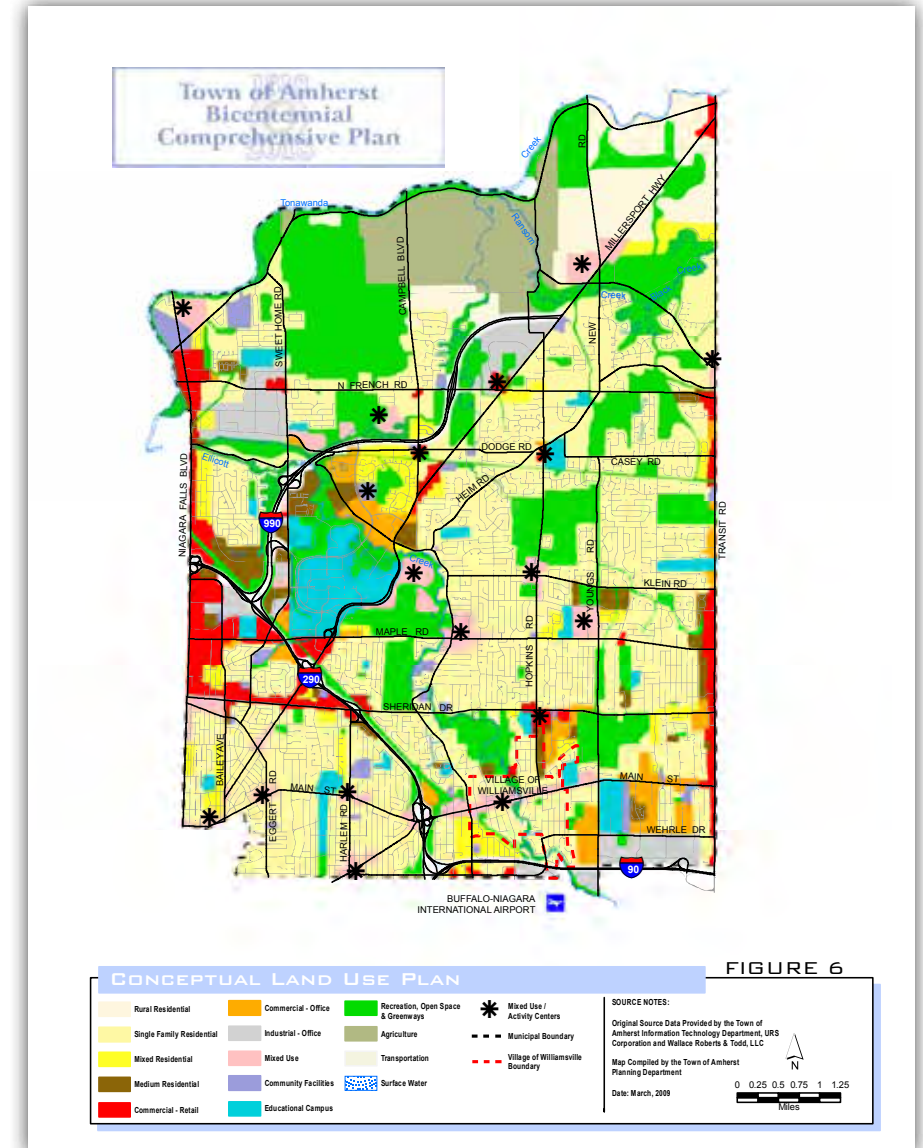 Town of Amherst
Bicentennial
Comprehensive Plan
Creek
RD
MILLERSPORT HWY
Tonawanda
Ransom
CAMPBELL BLVD
SWEET HOME RD
Creek
Creek
NEW
N FRENCH RD
DODGE RD
CASEY RD
Ellicott
HEIM RD
NIAGARA FALLS BLVD
TRANSIT RD
990
Creek
YOUNGS RD
KLEIN RD
MAPLE RD
HOPKINS RD
290
SHERIDAN DR
BAILEY AVE
EGGERT RD
MAIN ST
HARLEM RD
VILLAGE OF
WILLIAMSVILLE
MAIN ST
WEHRLE DR
90
BUFFALO-NIAGARA
INTERNATIONAL AIRPORT
FIGURE 6
CONCEPTUAL LAND USE PLAN
Rural Residential
Single Family Residential
Mixed Residential
Medium Residential
Commercial - Retail
Commercial - Office
Industrial - Office
Mixed Use
Community Facilities
Educational Campus
Recreation, Open Space
& Greenways
Agriculture
Transportation
Surface Water
Mixed Use /
Activity Centers
Municipal Boundary
Village of Williamsville
Boundary
SOURCE NOTES:
Original Source Data Provided by the Town of
Amherst Information Technology Department, URS
Corporation and Wallace Roberts & Todd, LLC
Map Compiled by the Town of Amherst
Planning Department
Date: March, 2009
N
0 0.25 0.5 0.75 1 1.25
Miles